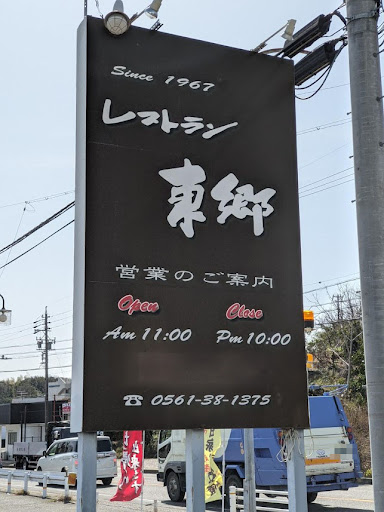 Since 1967
レストラン
東郷
営業のご案内
Open Close
Am 11:00 Pm 10:00
☎ 0561-38-1375